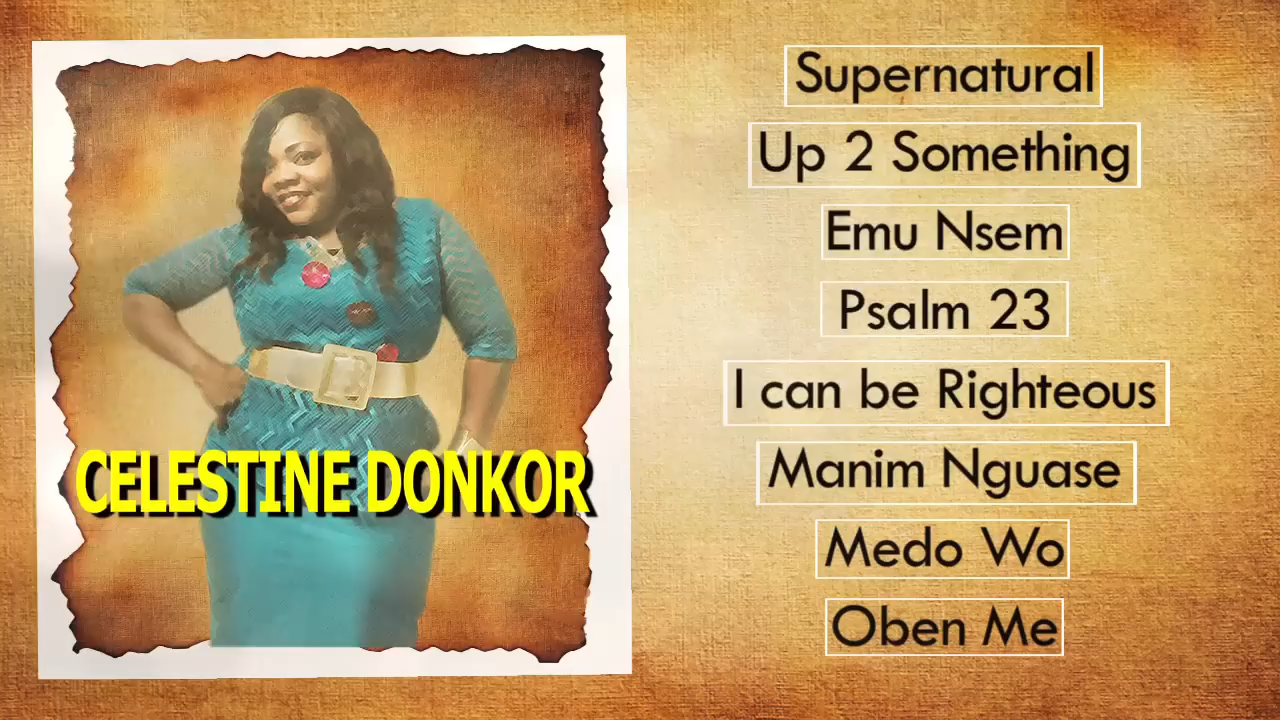 CELESTINE DONKOR
Supernatural
Up 2 Something
Emu Nsem
Psalm 23
I can be Righteous
Manim Nguase
Medo Wo
Oben Me